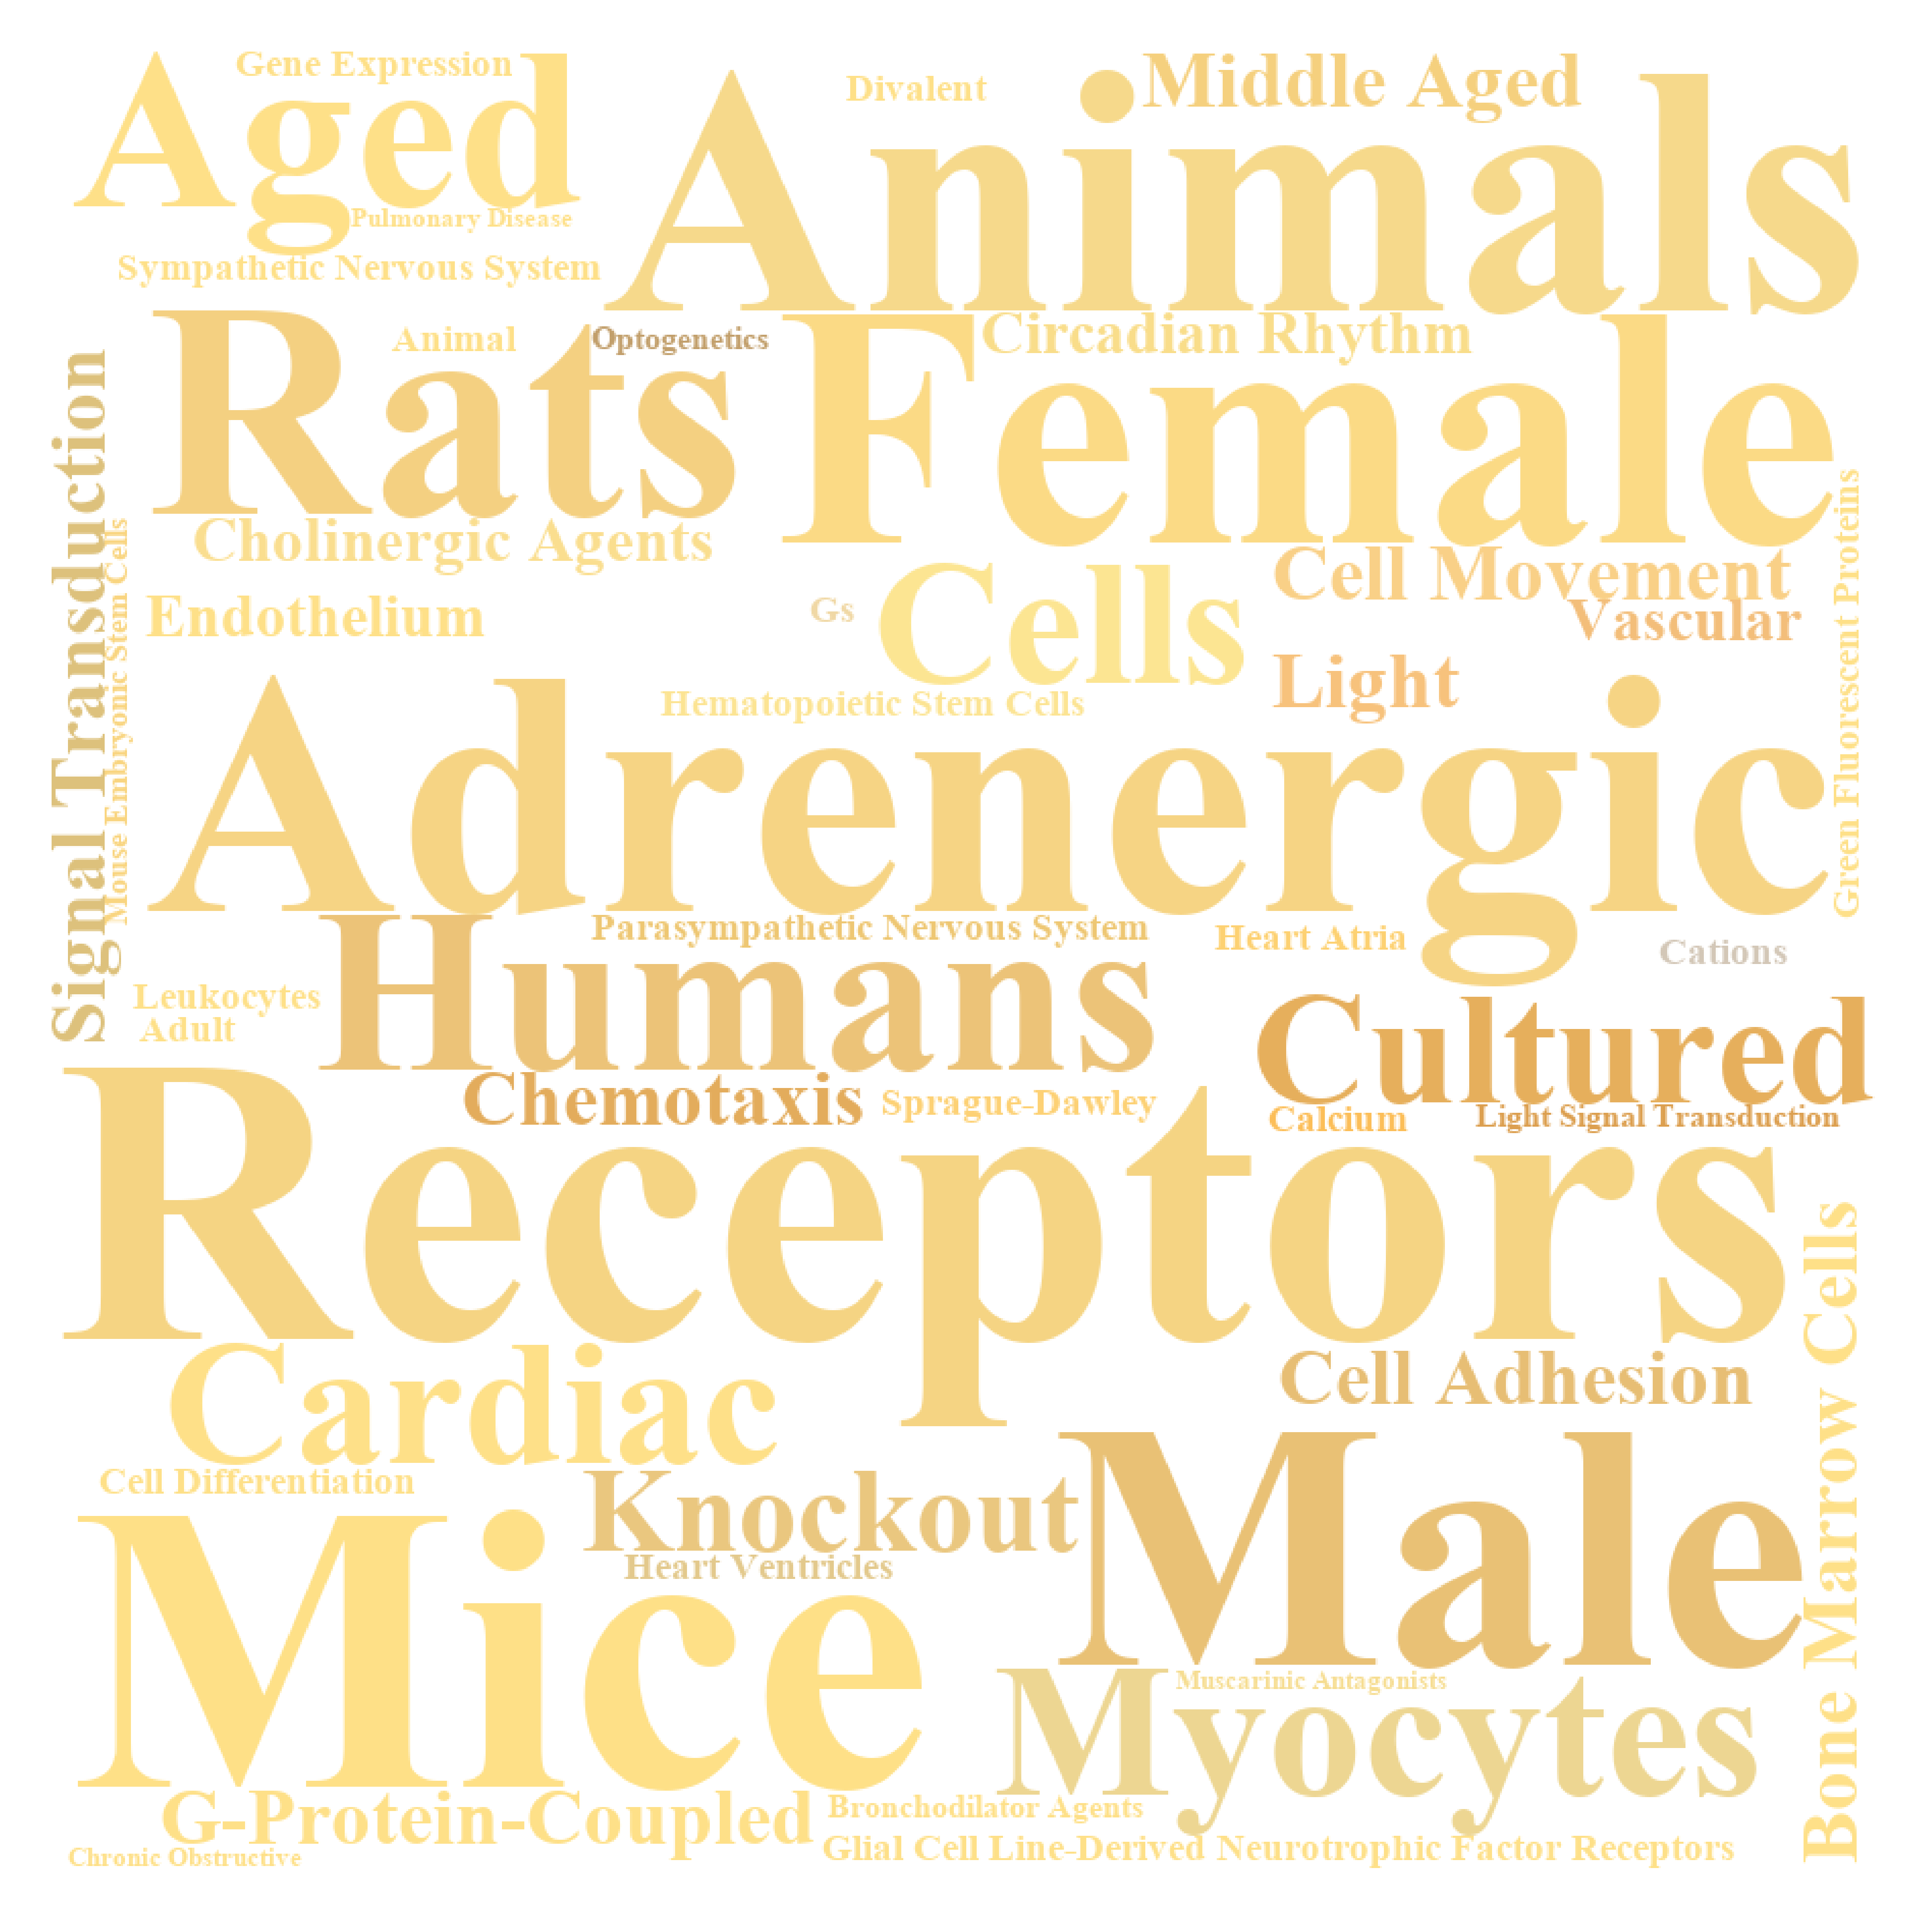 Gene Expression
Aged
Divalent
Middle Aged
Animals
Pulmonary Disease
Sympathetic Nervous System
Rats
Animal
Optogenetics
Circadian Rhythm
Female
Signal Transduction
Mouse Embryonic Stem Cells
Cholinergic Agents
Endothelium
Gs
Cells
Cell Movement
Vascular
Light
Green Fluorescent Proteins
Hematopoietic Stem Cells
Adrenergic
Parasympathetic Nervous System
Heart Atria
Cations
Leukocytes
Adult
Humans
Cultured
Chemotaxis
Sprague-Dawley
Calcium
Light Signal Transduction
Receptors
Cardiac
Cell Adhesion
Bone Marrow Cells
Cell Differentiation
Knockout
Heart Ventricles
Male
Mice
Muscarinic Antagonists
Myocytes
G-Protein-Coupled
Bronchodilator Agents
Glial Cell Line-Derived Neurotrophic Factor Receptors
Chronic Obstructive